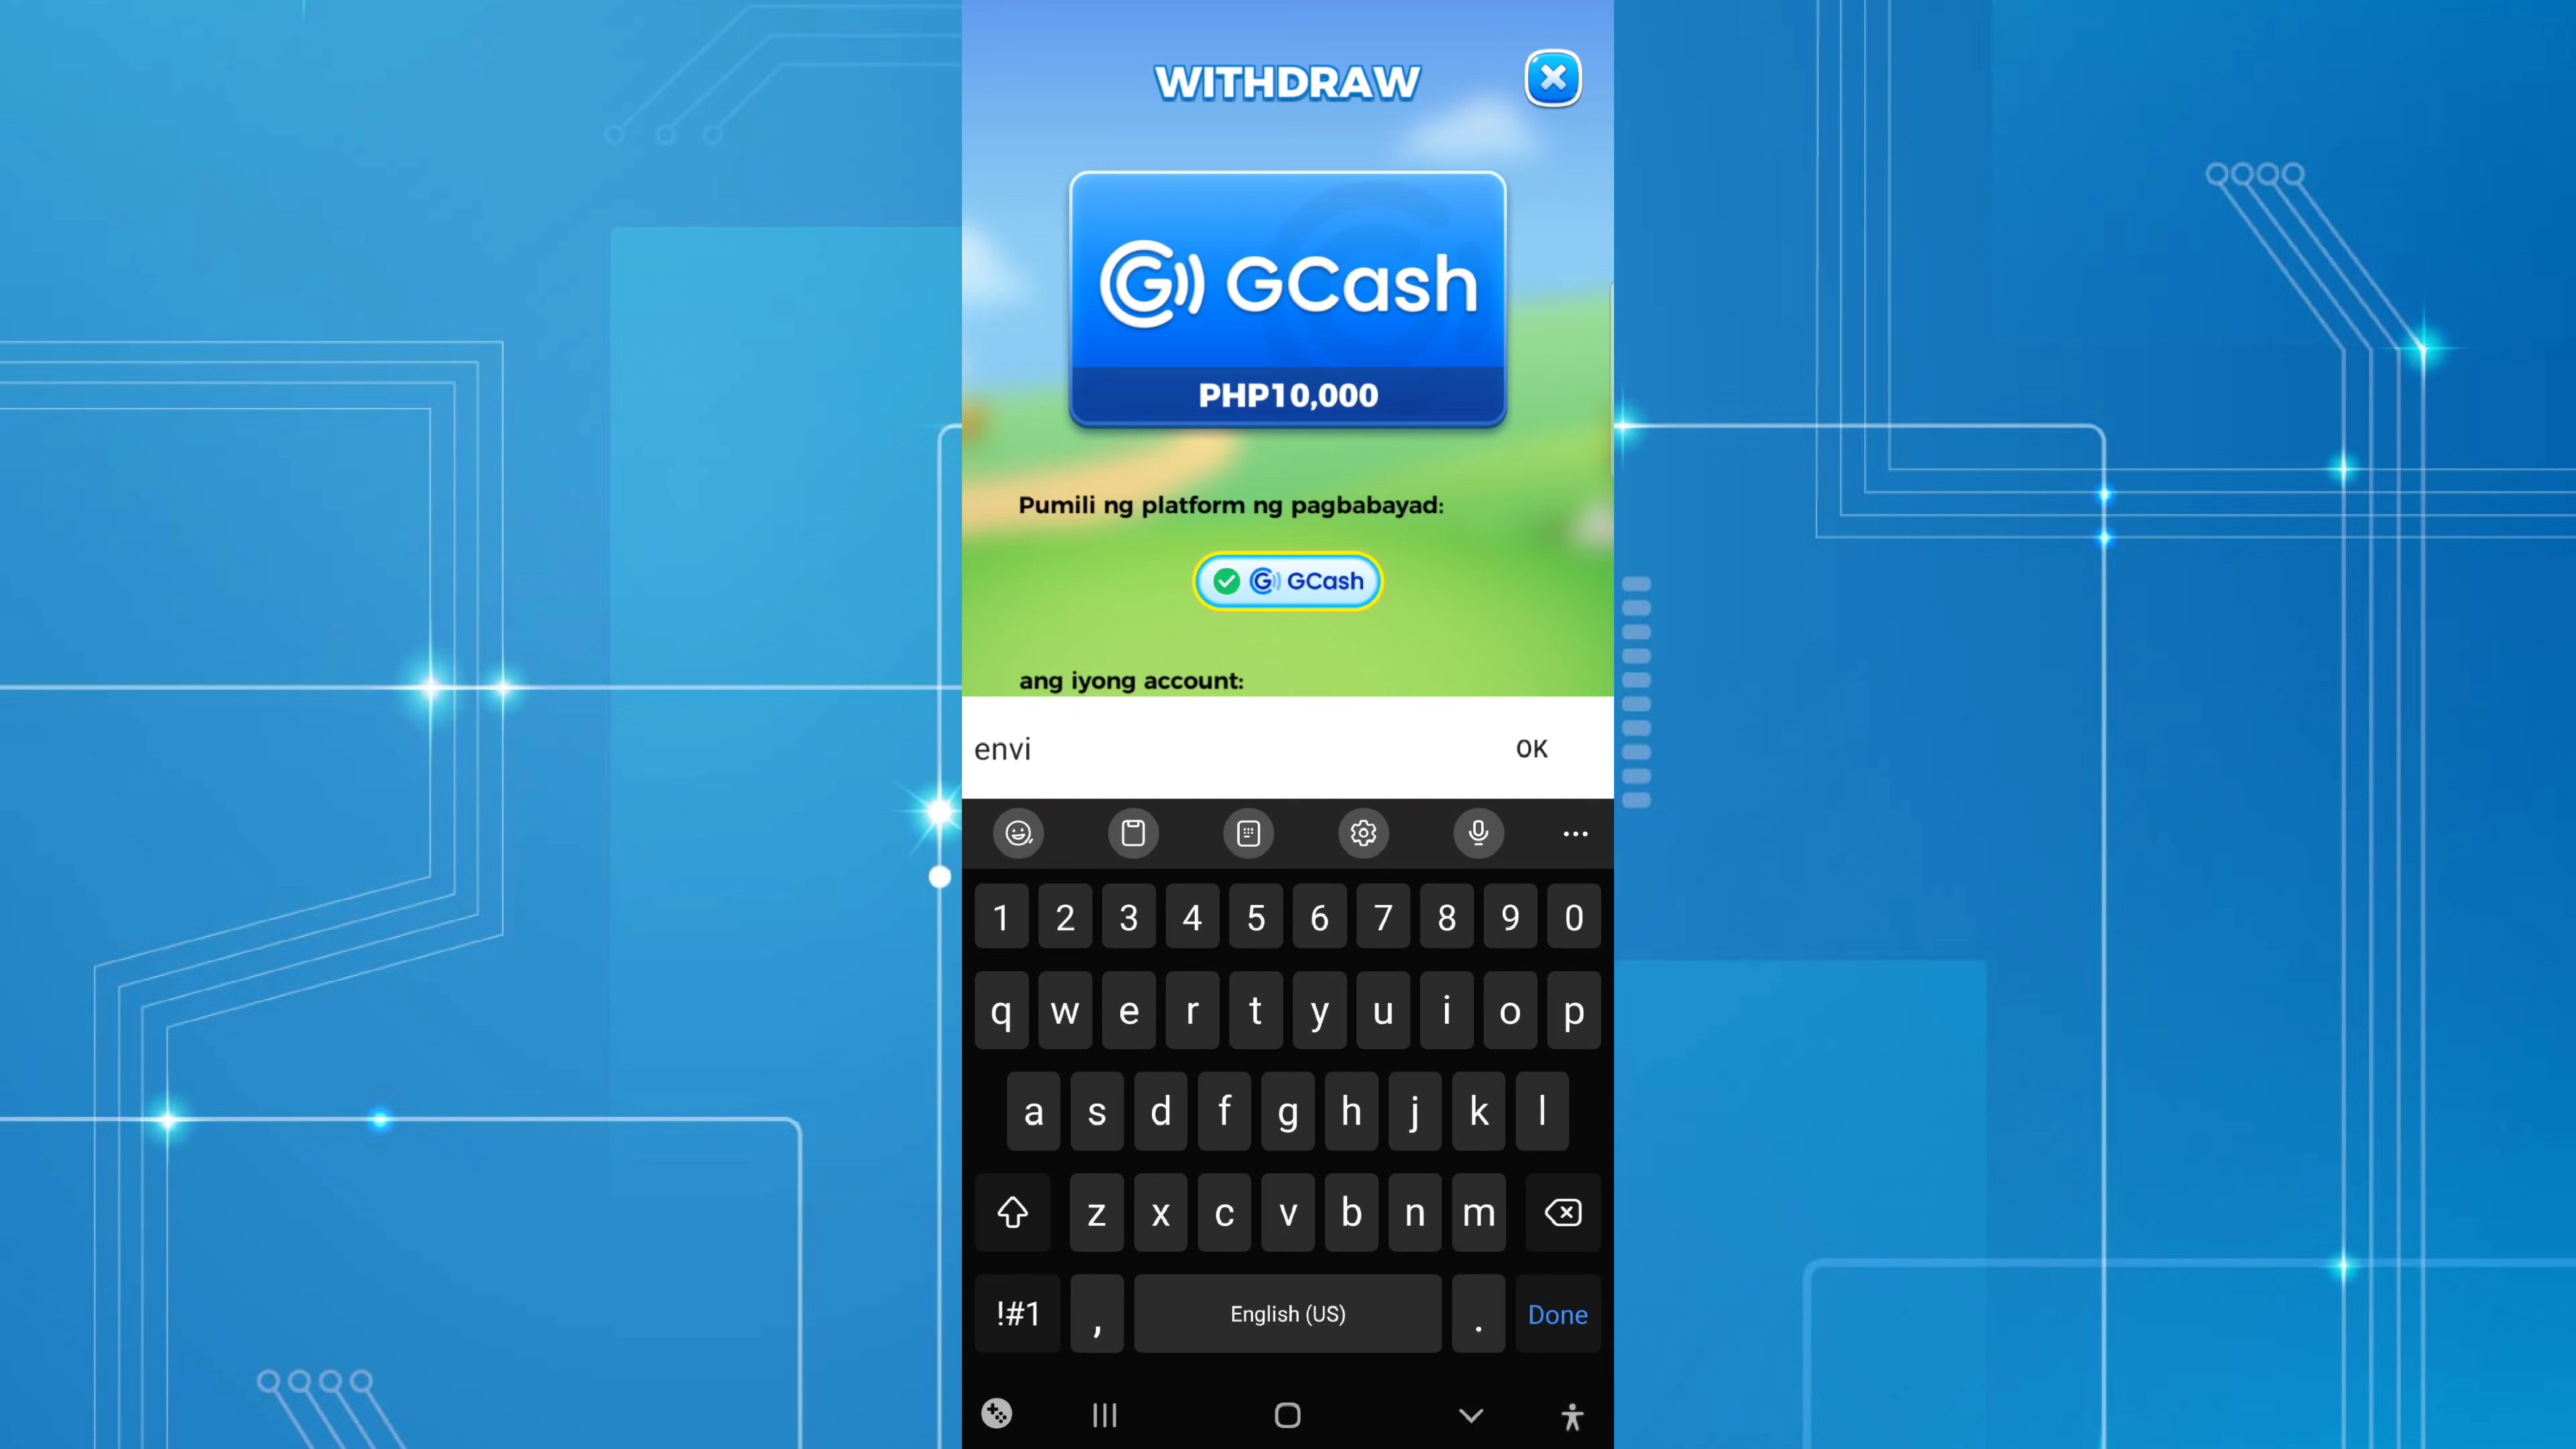 WITHDRAW
GCash
PHP10,000
Pumili ng platform ng pagbabayad:
GCash
ang iyong account:
envi
OK
1 2 3 4 5 6 7 8 9 0
q w e r t y u i o p
a s d f g h j k l
z x c v b n m
!#1 , English (US) . Done